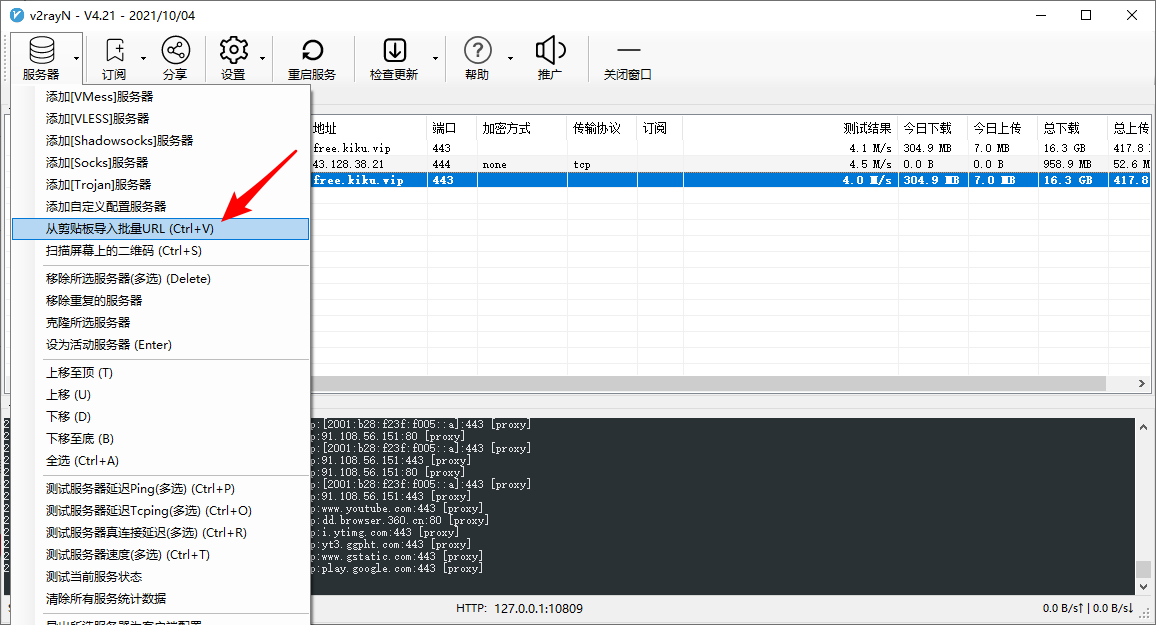 v2rayN - V4.21 - 2021/10/04
服务器 订阅 分享 设置 重启服务 检查更新 帮助 推广 关闭窗口
添加[VMess]服务器
添加[VLESS]服务器
添加[Shadowsocks]服务器
添加[Socks]服务器
添加[Trojan]服务器
添加自定义配置服务器
从剪贴板导入批量URL (Ctrl+V)
扫描屏幕上的二维码 (Ctrl+S)
移除所选服务器(多选) (Delete)
移除重复的服务器
克隆所选服务器
设为活动服务器 (Enter)
上移至顶 (T)
上移 (U)
下移 (D)
下移至底 (B)
全选 (Ctrl+A)
测试服务器延迟Ping(多选) (Ctrl+P)
测试服务器延迟Tcping(多选) (Ctrl+O)
测试服务器真连接延迟(多选) (Ctrl+R)
测试服务器速度(多选) (Ctrl+T)
测试当前服务状态
清除所有服务统计数据
导出所选服务器为客户端配置
地址 端口 加密方式 传输协议 订阅 测试结果 今日下载 今日上传 总下载 总上传
free.kiku.vip 443 4.1 M/s 304.9 MB 7.0 MB 16.3 GB 417.8
43.128.38.21 444 none tcp 4.5 M/s 0.0 B 0.0 B 958.9 MB 52.6 M
free.kiku.vip 443 4.0 M/s 304.9 MB 7.0 MB 16.3 GB 417.8
p:[2001:b28:f23f:f005::a]:443 [proxy]
p:91.108.56.151:80 [proxy]
p:[2001:b28:f23f:f005::a]:443 [proxy]
p:91.108.56.151:443 [proxy]
p:91.108.56.151:80 [proxy]
p:[2001:b28:f23f:f005::a]:443 [proxy]
p:91.108.56.151:443 [proxy]
p:www.youtube.com:443 [proxy]
p:dd.browser.360.cn:80 [proxy]
p:i.ytimg.com:443 [proxy]
p:yt3.ggpht.com:443 [proxy]
p:www.gstatic.com:443 [proxy]
p:play.google.com:443 [proxy]
HTTP: 127.0.0.1:10809 0.0 B/s↑ | 0.0 B/s↓